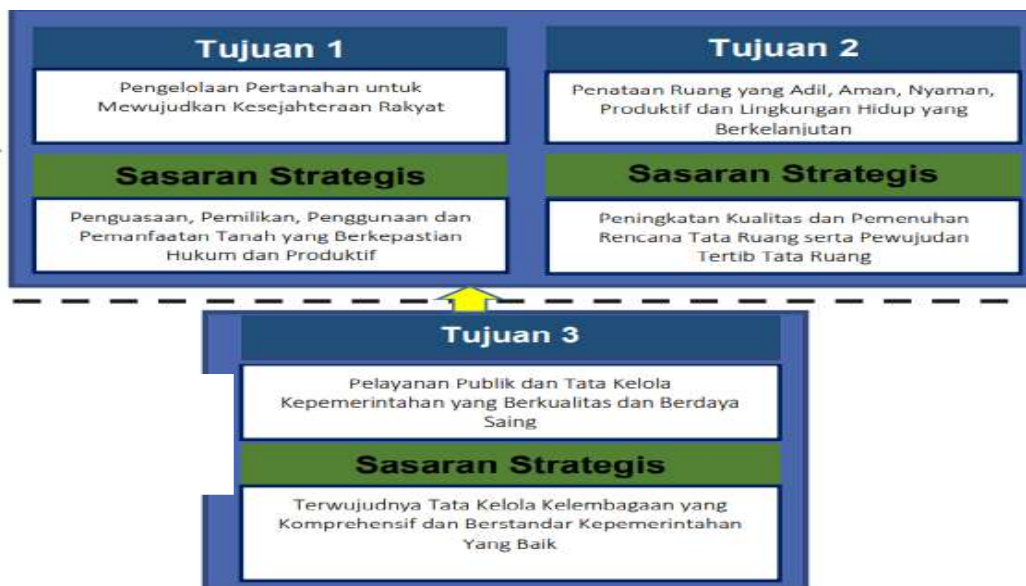 Tujuan 1
Pengelolaan Pertanahan untuk
Mewujudkan Kesejahteraan Rakyat
Sasaran Strategis
Penguasaan, Pemilikan, Penggunaan dan
Pemanfaatan Tanah yang Berkepastian
Hukum dan Produktif
Tujuan 2
Penataan Ruang yang Adil, Aman, Nyaman,
Produktif dan Lingkungan Hidup yang
Berkelanjutan
Sasaran Strategis
Peningkatan Kualitas dan Pemenuhan
Rencana Tata Ruang serta Pewujudan
Tertib Tata Ruang
Tujuan 3
Pelayanan Publik dan Tata Kelola
Kepemerintahan yang Berkualitas dan Berdaya
Saing
Sasaran Strategis
Terwujudnya Tata Kelola Kelembagaan yang
Komprehensif dan Berstandar Kepemerintahan
Yang Baik